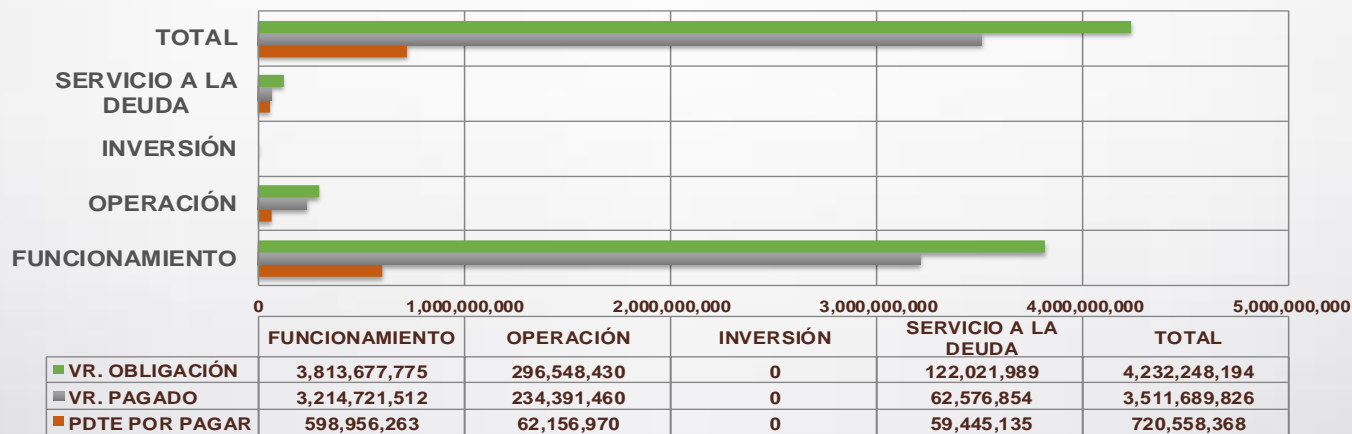 TOTAL
SERVICIO A LA
DEUDA
INVERSIÓN
OPERACIÓN
FUNCIONAMIENTO
0 1,000,000,000 2,000,000,000 3,000,000,000 4,000,000,000 5,000,000,000
FUNCIONAMIENTO OPERACIÓN INVERSIÓN SERVICIO A LA DEUDA TOTAL
VR. OBLIGACIÓN 3,813,677,775 296,548,430 0 122,021,989 4,232,248,194
VR. PAGADO 3,214,721,512 234,391,460 0 62,576,854 3,511,689,826
PDTE POR PAGAR 598,956,263 62,156,970 0 59,445,135 720,558,368